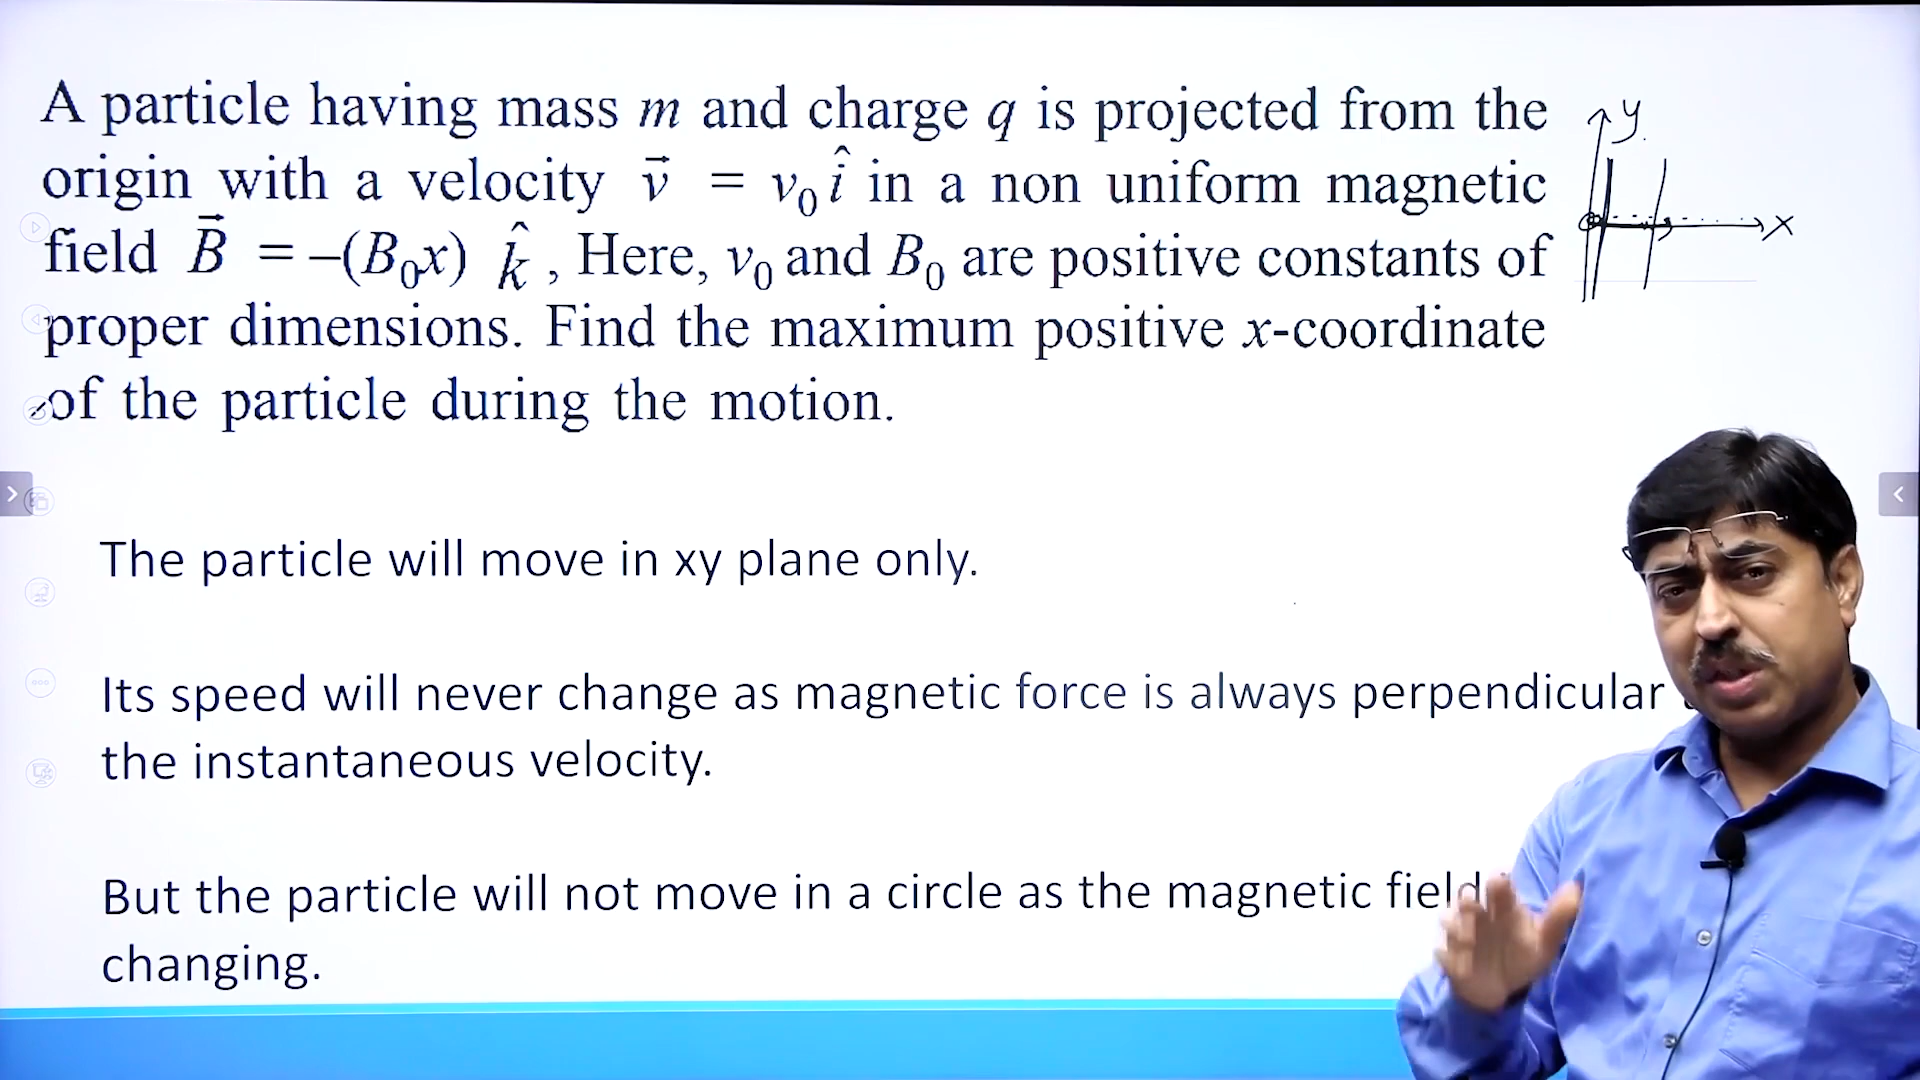 A particle having mass m and charge q is projected from the
origin with a velocity v⃗ = v₀ î in a non uniform magnetic
field B⃗ = –(B₀x) k̂ , Here, v₀ and B₀ are positive constants of
proper dimensions. Find the maximum positive x-coordinate
of the particle during the motion.
y
x
The particle will move in xy plane only.
Its speed will never change as magnetic force is always perpendicular
the instantaneous velocity.
But the particle will not move in a circle as the magnetic field
changing.